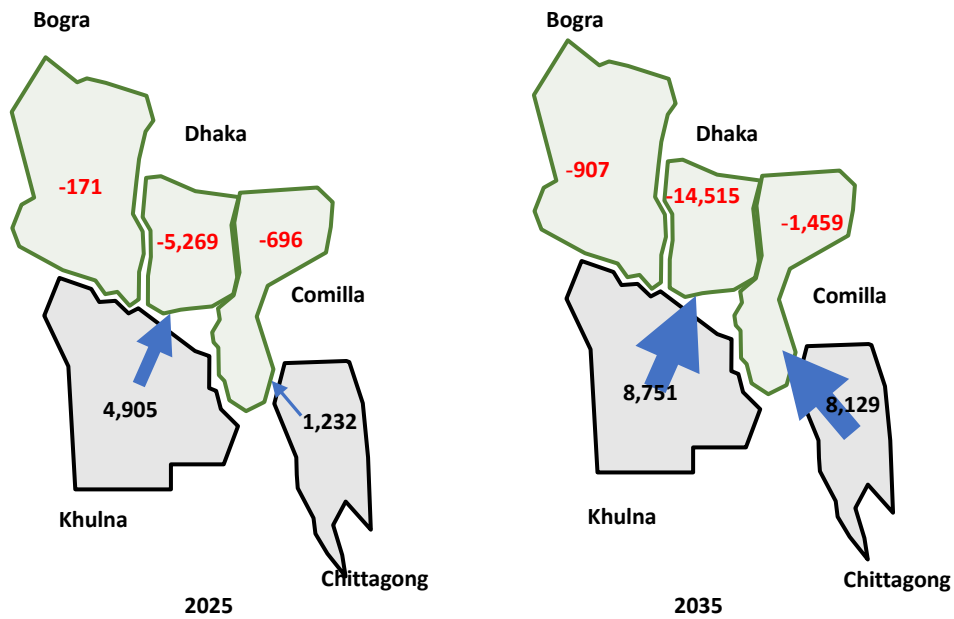 Bogra
Dhaka
-171
-5,269
-696
Comilla
4,905
1,232
Khulna
Chittagong
2025
Bogra
Dhaka
-907
-14,515
-1,459
Comilla
8,751
8,129
Khulna
Chittagong
2035